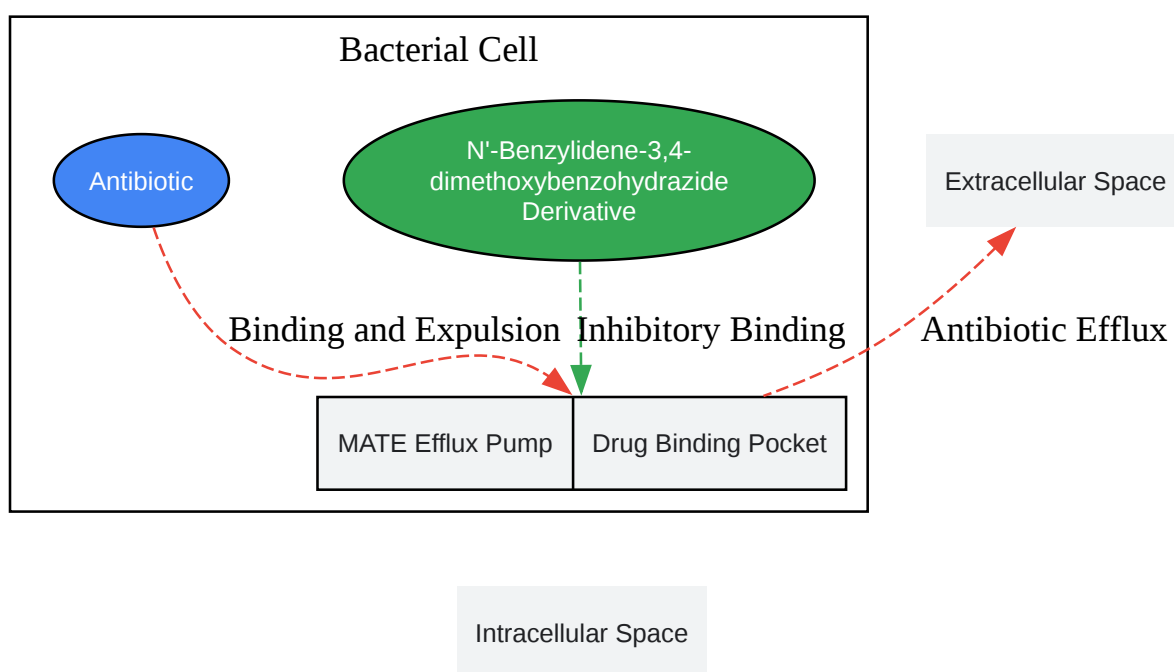 Bacterial Cell
Antibiotic
N'-Benzylidene-3,4-
dimethoxybenzohydrazide
Derivative
Extracellular Space
Binding and Expulsion
Inhibitory Binding
Antibiotic Efflux
MATE Efflux Pump
Drug Binding Pocket
Intracellular Space